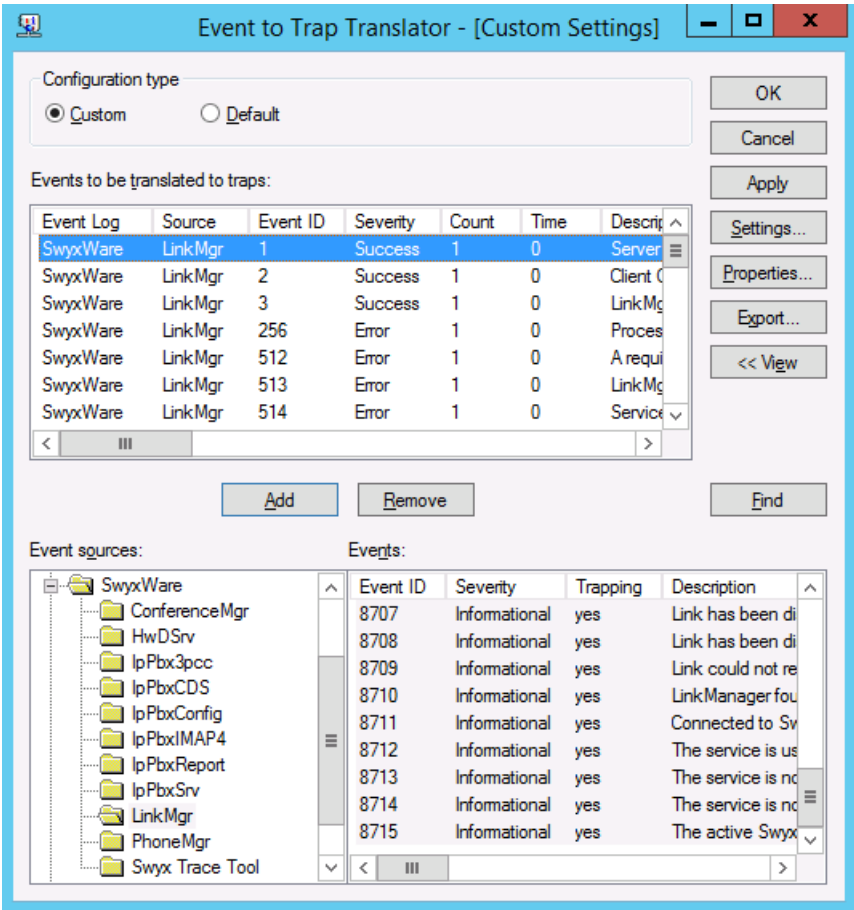 Event to Trap Translator - [Custom Settings]
Configuration type
Custom Default
OK
Cancel
Apply
Settings...
Properties...
Export...
<< View
Events to be translated to traps:
Event Log Source Event ID Severity Count Time Descrip
SwyxWare LinkMgr 1 Success 1 0 Server
SwyxWare LinkMgr 2 Success 1 0 Client C
SwyxWare LinkMgr 3 Success 1 0 LinkMg
SwyxWare LinkMgr 256 Error 1 0 Proces
SwyxWare LinkMgr 512 Error 1 0 A requi
SwyxWare LinkMgr 513 Error 1 0 LinkMg
SwyxWare LinkMgr 514 Error 1 0 Service
Add Remove Find
Event sources:
SwyxWare
ConferenceMgr
HwDSrv
IpPbx3pcc
IpPbxCDS
IpPbxConfig
IpPbxIMAP4
IpPbxReport
IpPbxSrv
LinkMgr
PhoneMgr
Swyx Trace Tool
Events:
Event ID Severity Trapping Description
8707 Informational yes Link has been di
8708 Informational yes Link has been di
8709 Informational yes Link could not re
8710 Informational yes LinkManager fou
8711 Informational yes Connected to Sw
8712 Informational yes The service is us
8713 Informational yes The service is no
8714 Informational yes The service is no
8715 Informational yes The active Swyx